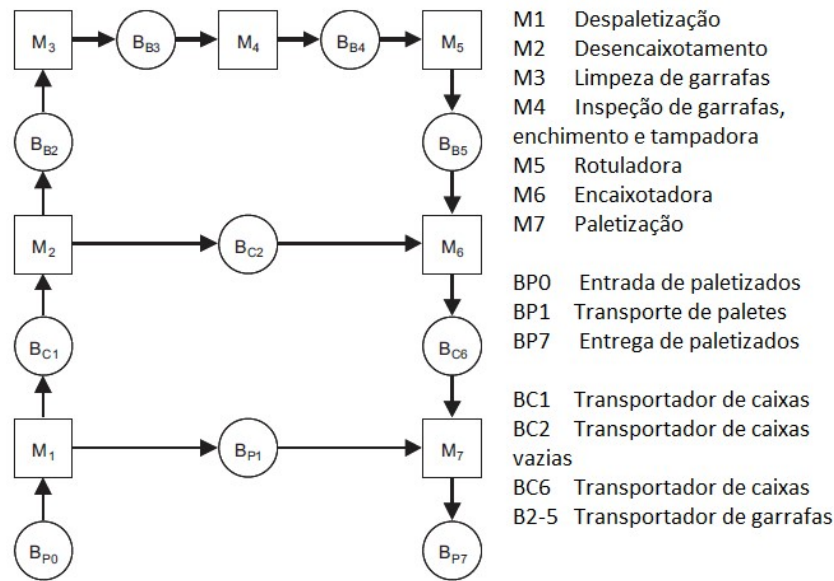 M3
BB3
M4
BB4
M5
BB2
BB5
M2
BC2
M6
BC1
BC6
M1
BP1
M7
BP0
BP7
M1 Despaletização
M2 Desencaixotamento
M3 Limpeza de garrafas
M4 Inspeção de garrafas,
enchimento e tampadora
M5 Rotuladora
M6 Encaixotadora
M7 Paletização
BP0 Entrada de paletizados
BP1 Transporte de paletes
BP7 Entrega de paletizados
BC1 Transportador de caixas
BC2 Transportador de caixas
vazias
BC6 Transportador de caixas
B2-5 Transportador de garrafas